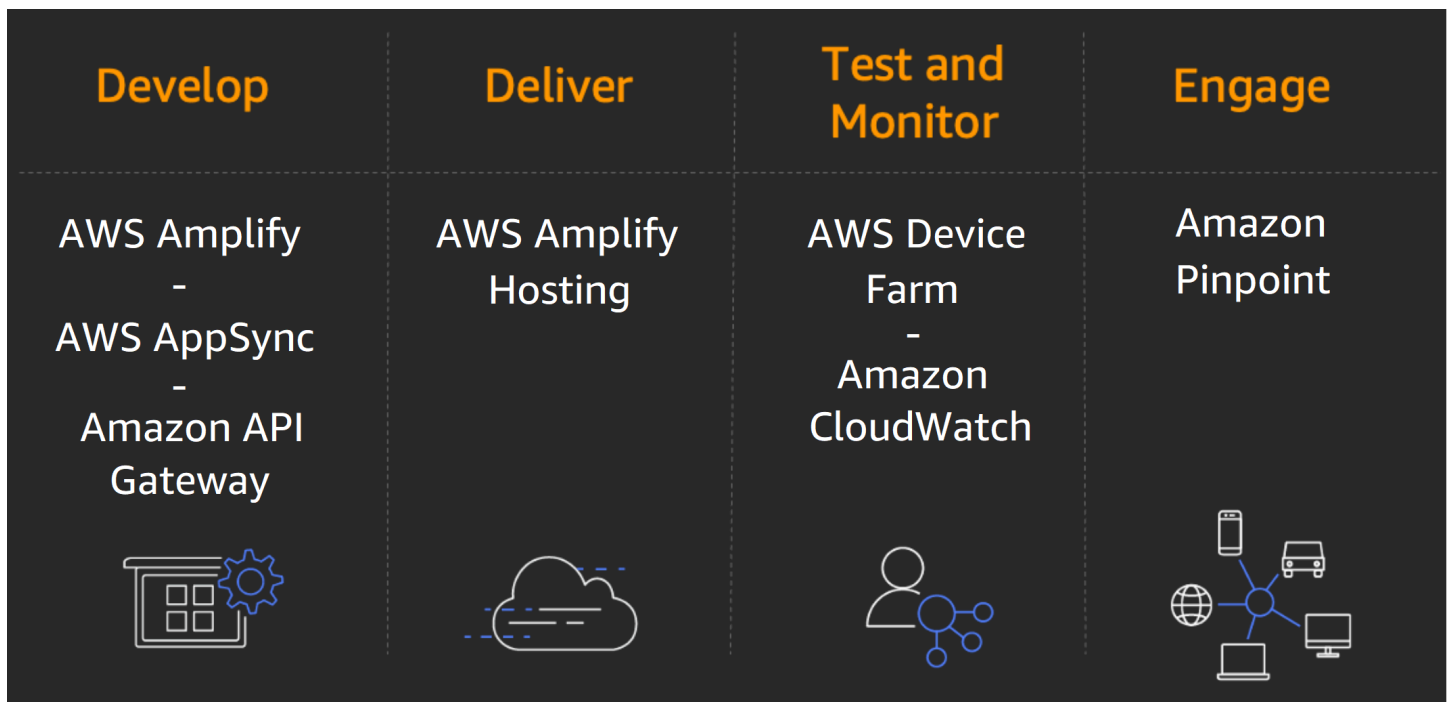 Develop
Deliver
Test and
Monitor
Engage
AWS Amplify
-
AWS AppSync
-
Amazon API
Gateway
AWS Amplify
Hosting
AWS Device
Farm
-
Amazon
CloudWatch
Amazon
Pinpoint